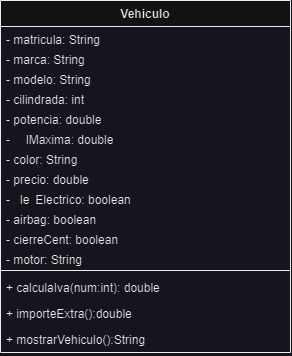 Vehiculo
- matricula: String
- marca: String
- modelo: String
- cilindrada: int
- potencia: double
- lMaxima: double
- color: String
- precio: double
- le Electrico: boolean
- airbag: boolean
- cierreCent: boolean
- motor: String
+ calculaIva(num:int): double
+ importeExtra():double
+ mostrarVehiculo():String